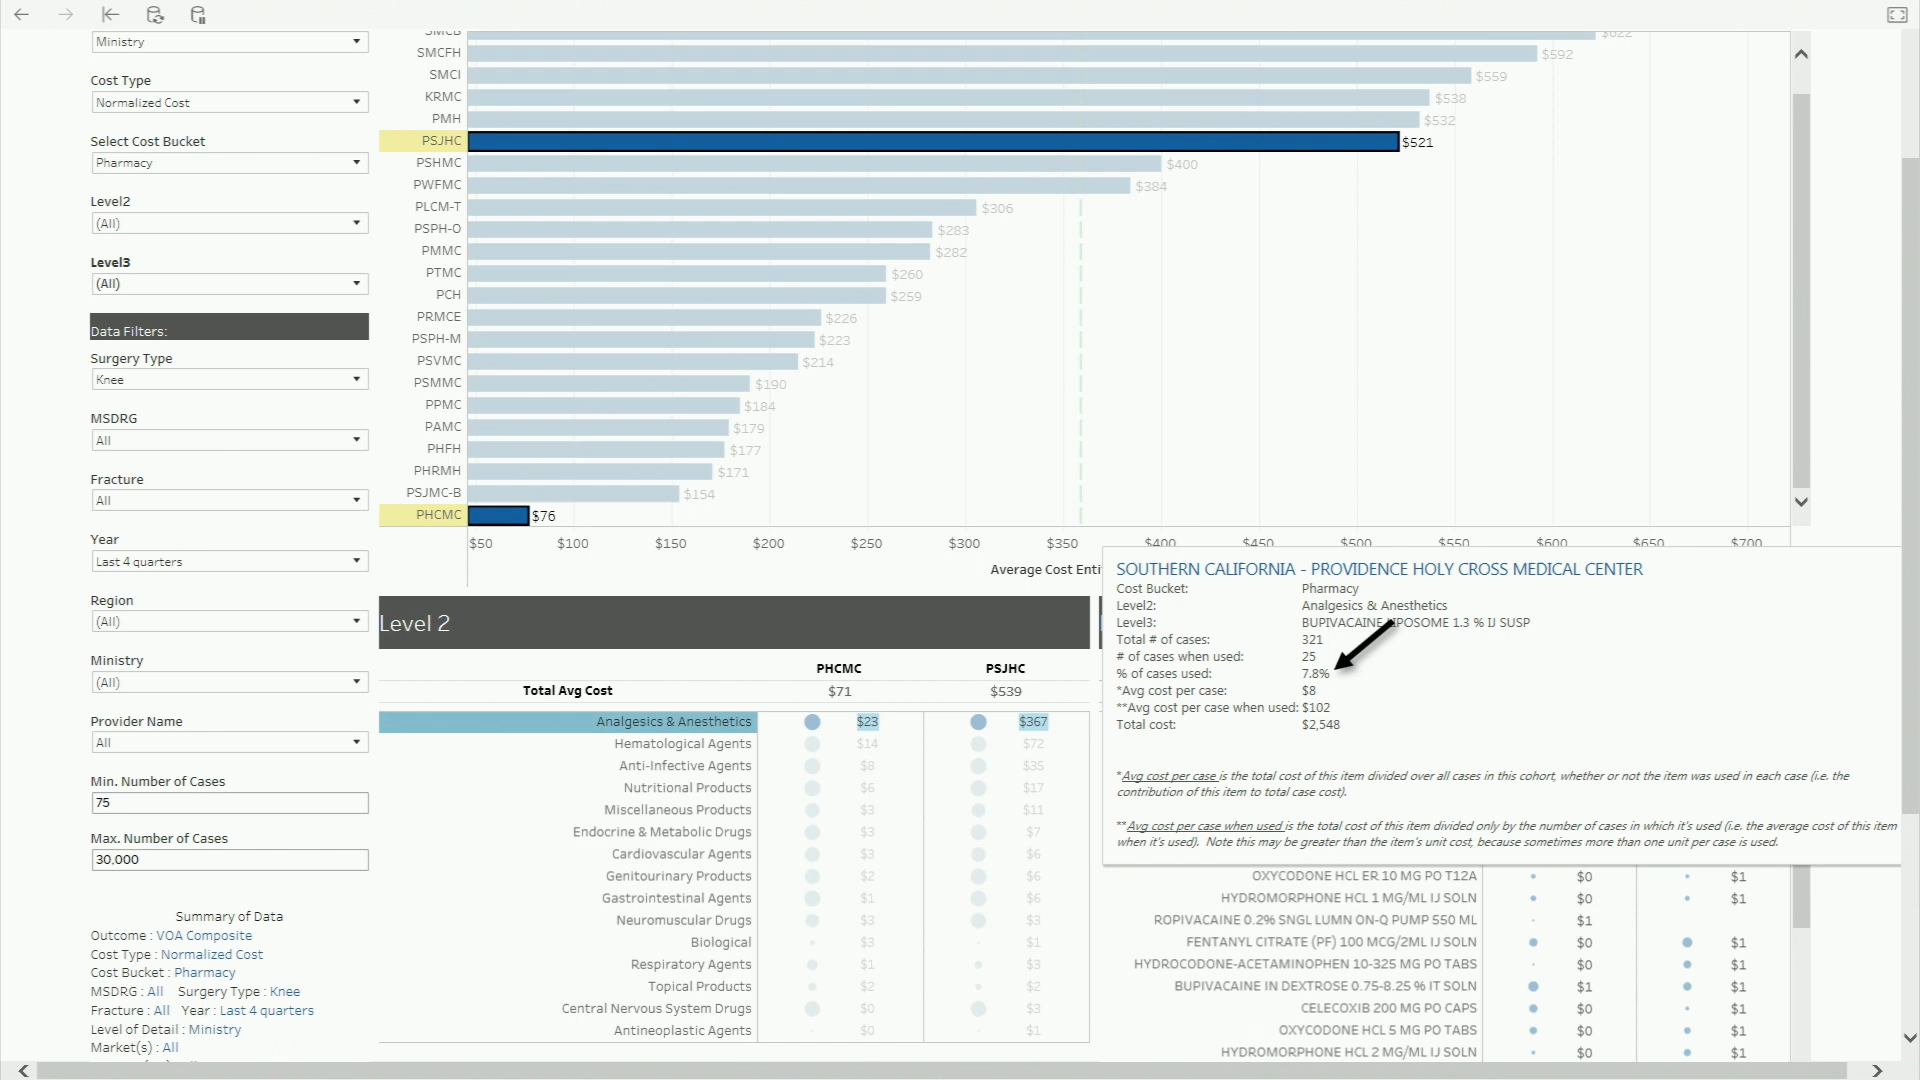 Ministry
Cost Type
Normalized Cost
Select Cost Bucket
Pharmacy
Level2
(All)
Level3
(All)
Data Filters:
Surgery Type
Knee
MSDRG
All
Fracture
All
Year
Last 4 quarters
Region
(All)
Ministry
(All)
Provider Name
All
Min. Number of Cases
75
Max. Number of Cases
30,000
Summary of Data
Outcome : VOA Composite
Cost Type : Normalized Cost
Cost Bucket : Pharmacy
MSDRG : All Surgery Type : Knee
Fracture : All Year : Last 4 quarters
Level of Detail : Ministry
Market(s) : All
SMCB $622
SMCFH $592
SMCI $559
KRMC $538
PMH $532
PSJHC $521
PSHMC $400
PWFMC $384
PLCM-T $306
PSPH-O $283
PMMC $282
PTMC $260
PCH $259
PRMCE $226
PSPH-M $223
PSVMC $214
PSMMC $190
PPMC $184
PAMC $179
PHFH $177
PHRMH $171
PSJMC-B $154
PHCMC $76
$50 $100 $150 $200 $250 $300 $350 $400 $450 $500 $550 $600 $650 $700
Average Cost Enti
Level 2
PHCMC PSJHC
Total Avg Cost $71 $539
Analgesics & Anesthetics $23 $367
Hematological Agents $14 $72
Anti-Infective Agents $8 $35
Nutritional Products $6 $17
Miscellaneous Products $3 $11
Endocrine & Metabolic Drugs $3 $7
Cardiovascular Agents $3 $6
Genitourinary Products $2 $6
Gastrointestinal Agents $1 $6
Neuromuscular Drugs $3 $3
Biological $3 $1
Respiratory Agents $1 $3
Topical Products $2 $2
Central Nervous System Drugs $0 $3
Antineoplastic Agents $0 $1
SOUTHERN CALIFORNIA - PROVIDENCE HOLY CROSS MEDICAL CENTER
Cost Bucket: Pharmacy
Level2: Analgesics & Anesthetics
Level3: BUPIVACAINE LIPOSOME 1.3 % IJ SUSP
Total # of cases: 321
# of cases when used: 25
% of cases used: 7.8%
*Avg cost per case: $8
**Avg cost per case when used: $102
Total cost: $2,548
*Avg cost per case is the total cost of this item divided over all cases in this cohort, whether or not the item was used in each case (i.e. the
contribution of this item to total case cost).
**Avg cost per case when used is the total cost of this item divided only by the number of cases in which it's used (i.e. the average cost of this item
when it's used). Note this may be greater than the item's unit cost, because sometimes more than one unit per case is used.
OXYCODONE HCL ER 10 MG PO T12A $0 $1
HYDROMORPHONE HCL 1 MG/ML IJ SOLN $0 $1
ROPIVACAINE 0.2% SNGL LUMN ON-Q PUMP 550 ML $1
FENTANYL CITRATE (PF) 100 MCG/2ML IJ SOLN $0 $1
HYDROCODONE-ACETAMINOPHEN 10-325 MG PO TABS $0 $1
BUPIVACAINE IN DEXTROSE 0.75-8.25 % IT SOLN $1 $1
CELECOXIB 200 MG PO CAPS $0 $1
OXYCODONE HCL 5 MG PO TABS $0 $1
HYDROMORPHONE HCL 2 MG/ML IJ SOLN $0 $1